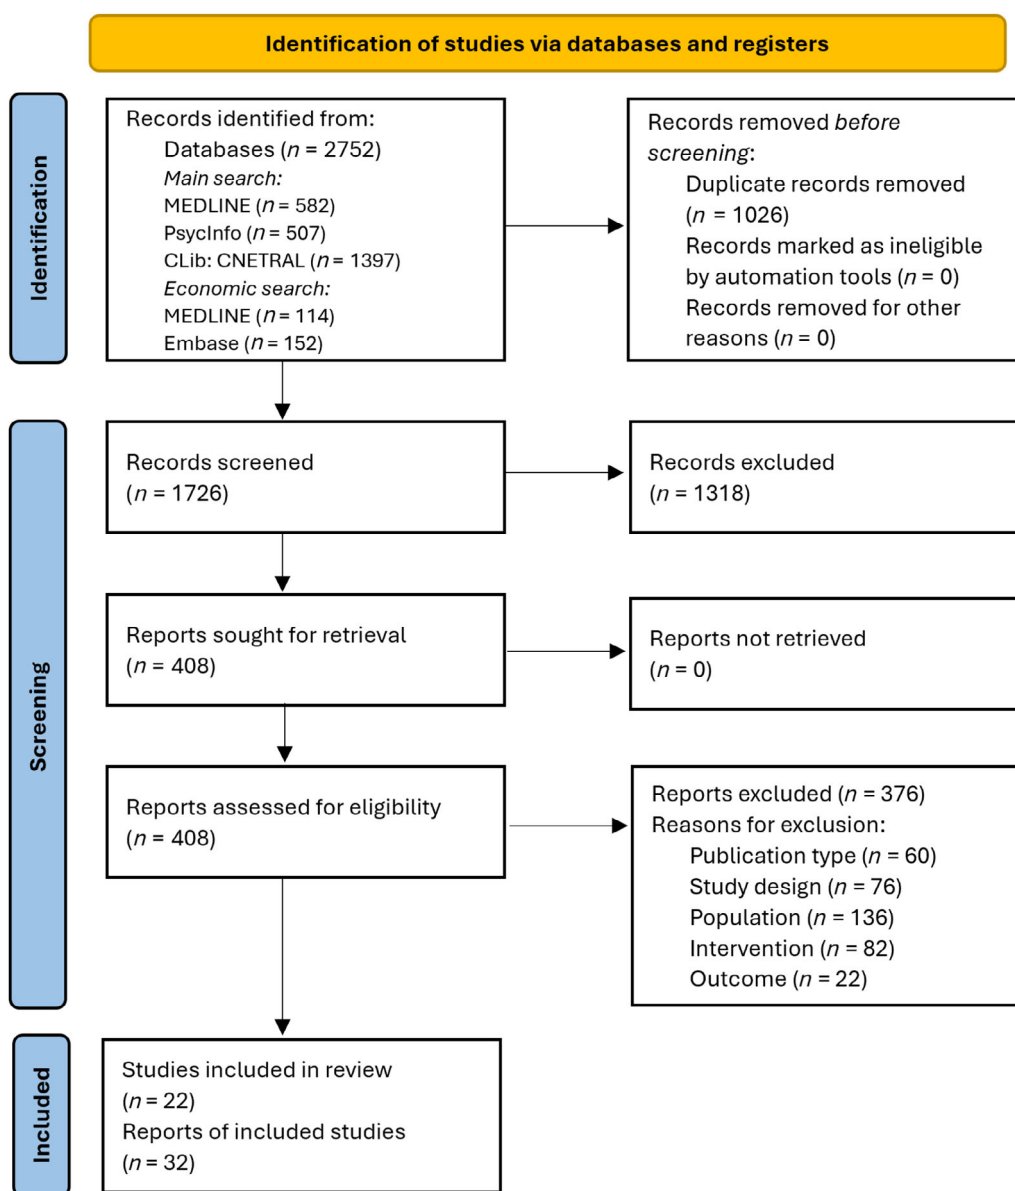 Identification of studies via databases and registers
Identification
Records identified from:
Databases (n = 2752)
Main search:
MEDLINE (n = 582)
PsycInfo (n = 507)
CLib: CNETRAL (n = 1397)
Economic search:
MEDLINE (n = 114)
Embase (n = 152)
Records removed before
screening:
Duplicate records removed
(n = 1026)
Records marked as ineligible
by automation tools (n = 0)
Records removed for other
reasons (n = 0)
Screening
Records screened
(n = 1726)
Records excluded
(n = 1318)
Reports sought for retrieval
(n = 408)
Reports not retrieved
(n = 0)
Reports assessed for eligibility
(n = 408)
Reports excluded (n = 376)
Reasons for exclusion:
Publication type (n = 60)
Study design (n = 76)
Population (n = 136)
Intervention (n = 82)
Outcome (n = 22)
Included
Studies included in review
(n = 22)
Reports of included studies
(n = 32)